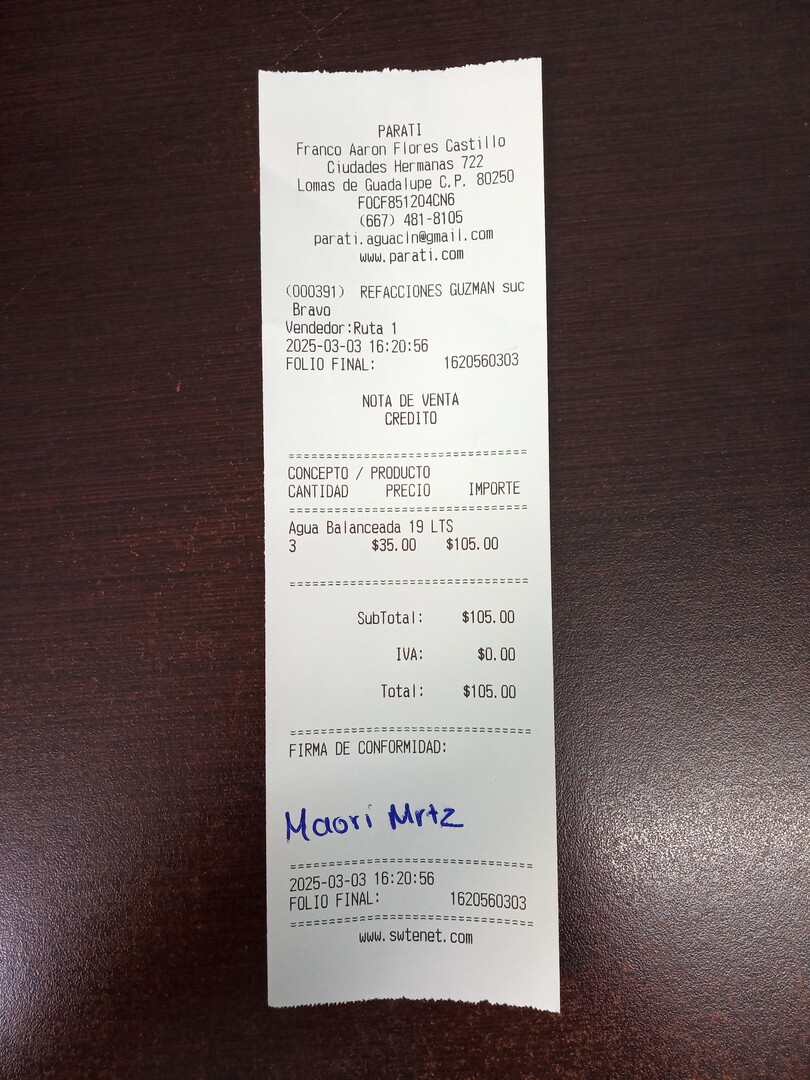 PARATI
Franco Aaron Flores Castillo
Ciudades Hermanas 722
Lomas de Guadalupe C.P. 80250
FOCF851204CN6
(667) 481-8105
parati.aguacln@gmail.com
www.parati.com
(000391) REFACCIONES GUZMAN suc
Bravo
Vendedor:Ruta 1
2025-03-03 16:20:56
FOLIO FINAL: 1620560303
NOTA DE VENTA
CREDITO
==================================
CONCEPTO / PRODUCTO
CANTIDAD PRECIO IMPORTE
==================================
Agua Balanceada 19 LTS
3 $35.00 $105.00
==================================
SubTotal: $105.00
IVA: $0.00
Total: $105.00
==================================
FIRMA DE CONFORMIDAD:
Maori Mrtz
==================================
2025-03-03 16:20:56
FOLIO FINAL: 1620560303
==================================
www.swtenet.com